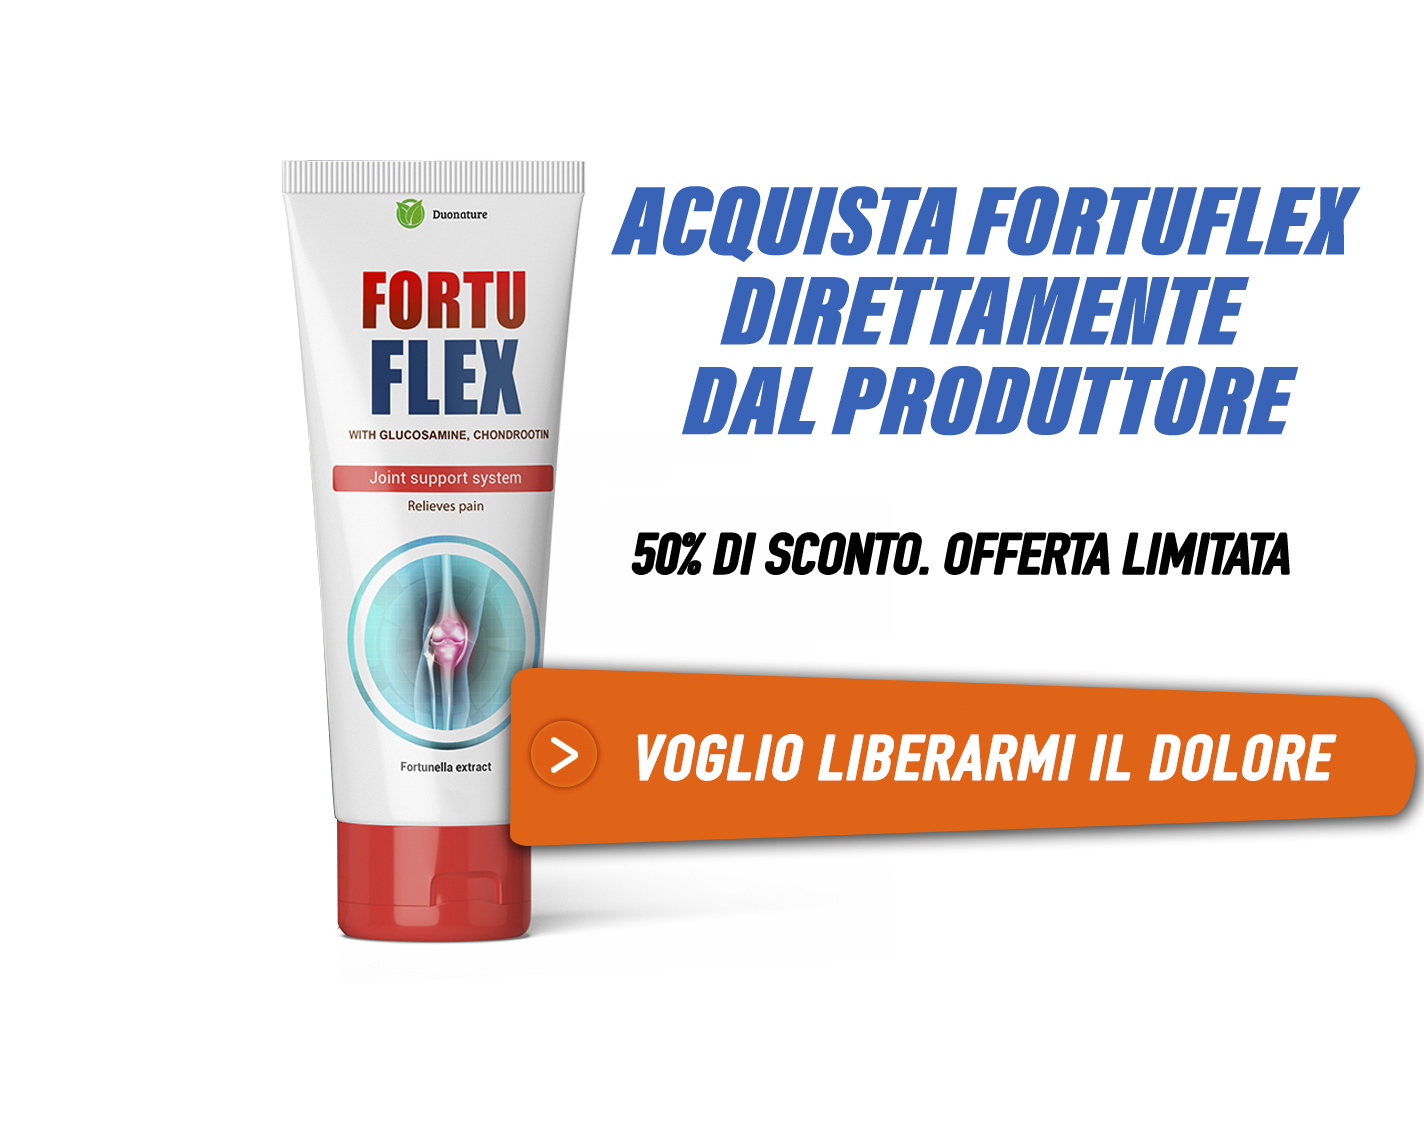 Duonature
FORTU
FLEX
WITH GLUCOSAMINE, CHONDROOTIN
Joint support system
Relieves pain
Fortunella extract
ACQUISTA FORTUFLEX
DIRETTAMENTE
DAL PRODUTTORE
50% DI SCONTO. OFFERTA LIMITATA
VOGLIO LIBERARMI IL DOLORE